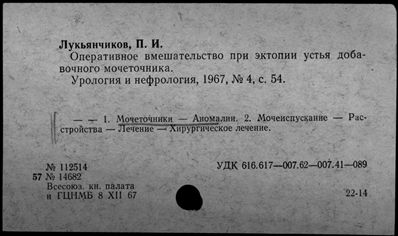 Лукьянчиков, П. И.
Оперативное вмешательство при эктопии устья доба-
вочного мочеточника.
Урология и нефрология, 1967, № 4, с. 54.
— — 1. Мочеточники — Аномалии. 2. Мочеиспускание — Рас-
стройства — Лечение — Хирургическое лечение.
№ 112514
УДК 616.617—007.62—007.41—089
57 № 14682
Всесоюз. кн. палата
и ГЦНМБ 8 XII 67
22-14